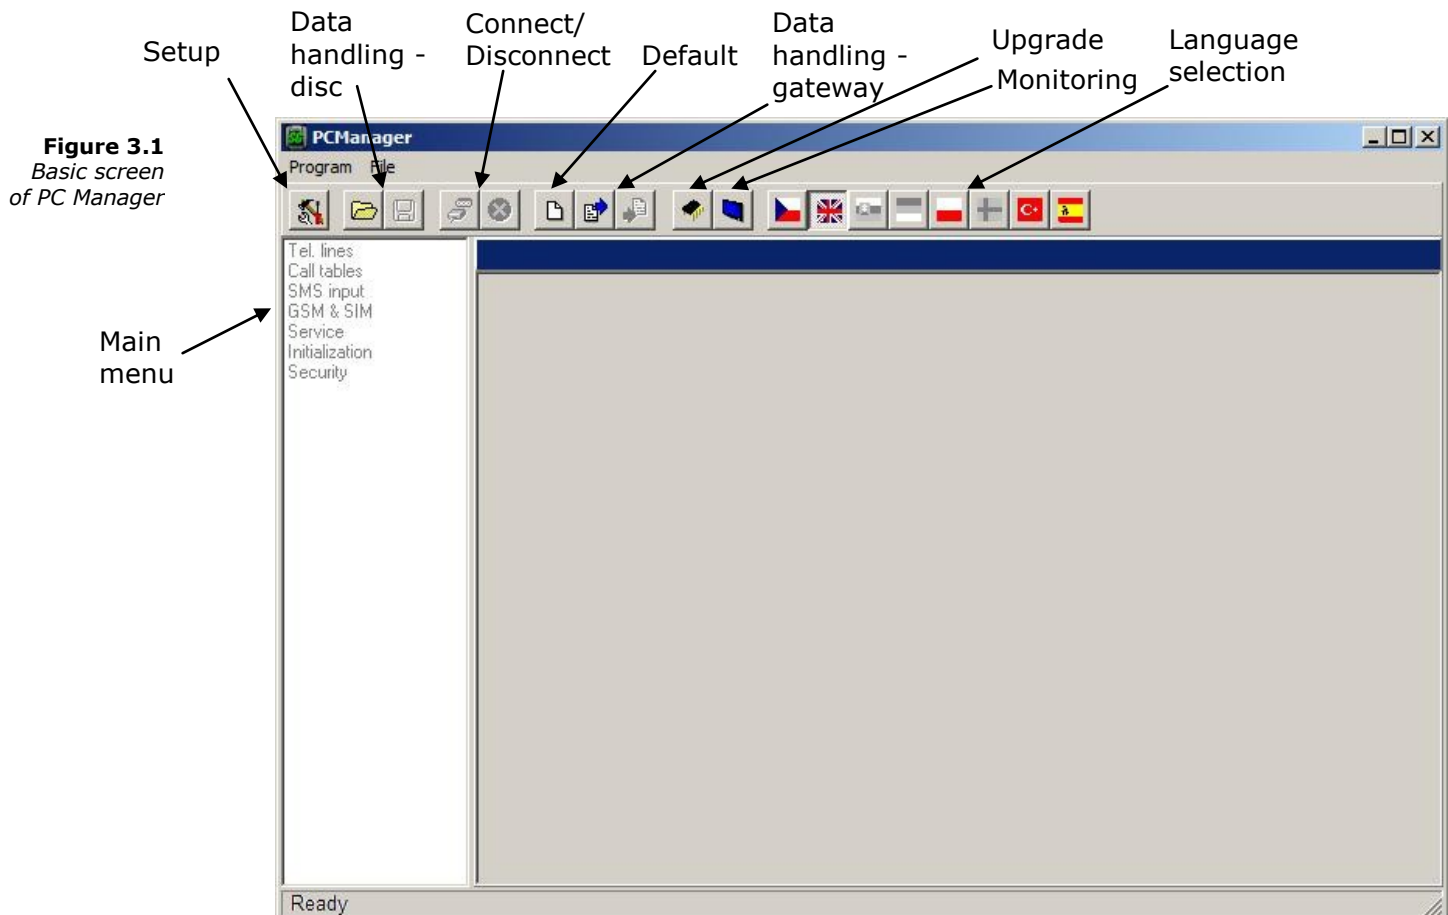 Setup
Data
handling -
disc
Connect/
Disconnect
Default
Data
handling -
gateway
Upgrade
Monitoring
Language
selection
Figure 3.1
Basic screen
of PC Manager
PCManager
Program File
Tel. lines
Call tables
SMS input
GSM & SIM
Service
Initialization
Security
Main
menu
Ready